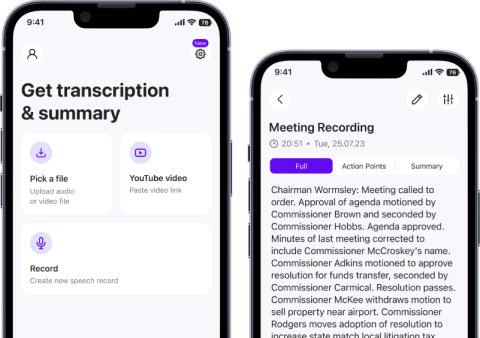 9:41
76
New
Get transcription
& summary
Pick a file
Upload audio
or video file
YouTube video
Paste video link
Record
Create new speech record
9:41
76
Meeting Recording
20:51 • Tue, 25.07.23
Full
Action Points
Summary
Chairman Wormsley: Meeting called to
order. Approval of agenda motioned by
Commissioner Brown and seconded by
Commissioner Hobbs. Agenda approved.
Minutes of last meeting corrected to
include Commissioner McCroskey's name.
Commissioner Adkins motioned to approve
resolution for funds transfer, seconded by
Commissioner Carmical. Resolution passes.
Commissioner McKee withdraws motion to
sell property near airport. Commissioner
Rodgers moves adoption of resolution to
increase state match local litigation tax